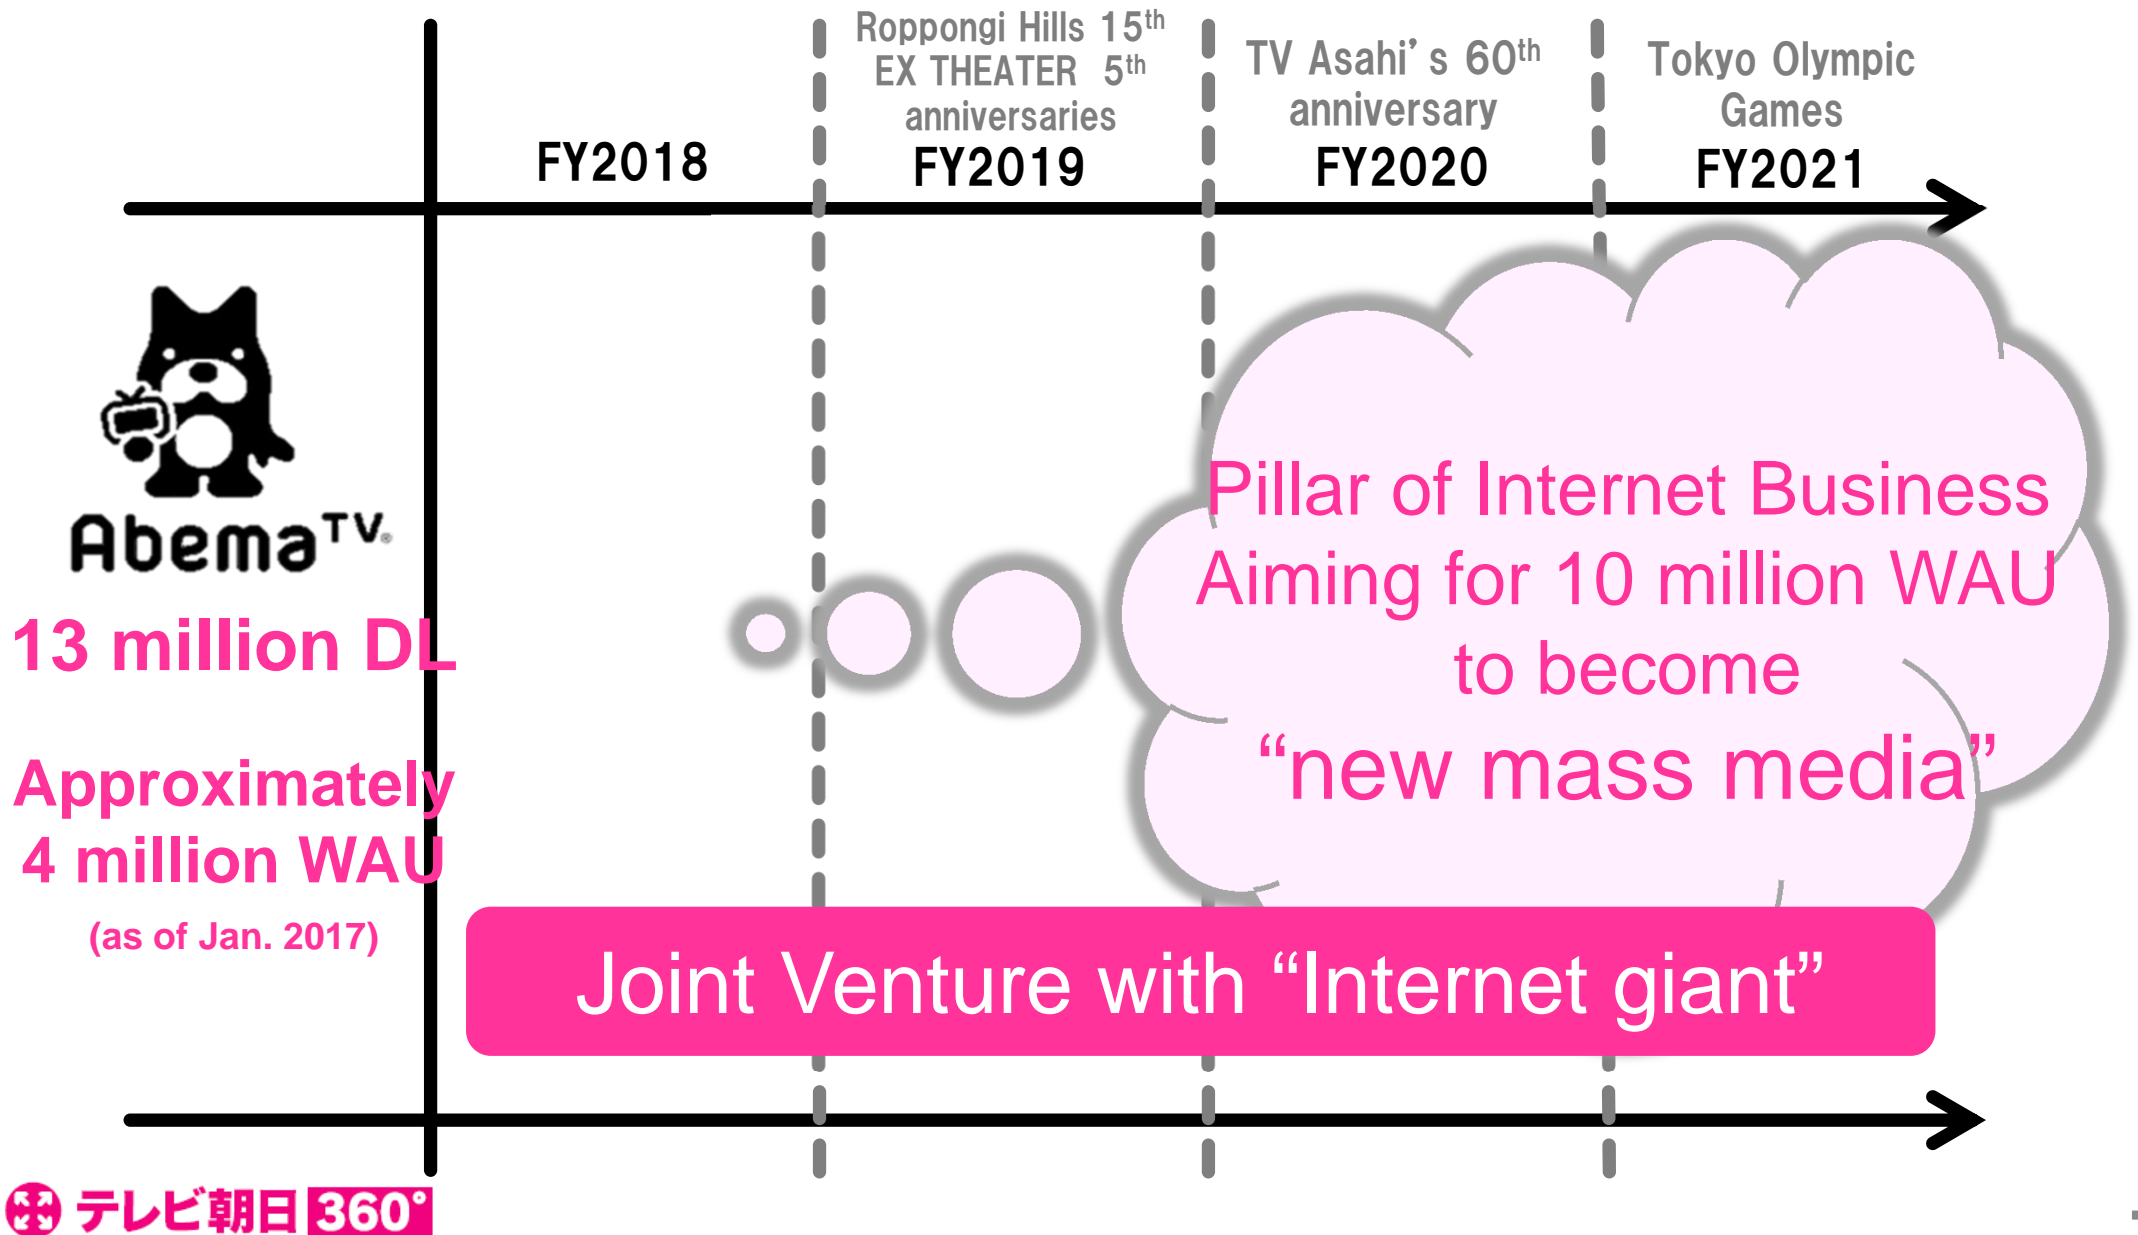 Roppongi Hills 15th
EX THEATER 5th
anniversaries
TV Asahi’s 60th
anniversary
Tokyo Olympic
Games
FY2018
FY2019
FY2020
FY2021
AbemaTV®
13 million DL
Approximately
4 million WAU
(as of Jan. 2017)
Pillar of Internet Business
Aiming for 10 million WAU
to become
“new mass media”
Joint Venture with “Internet giant”
テレビ朝日 360°